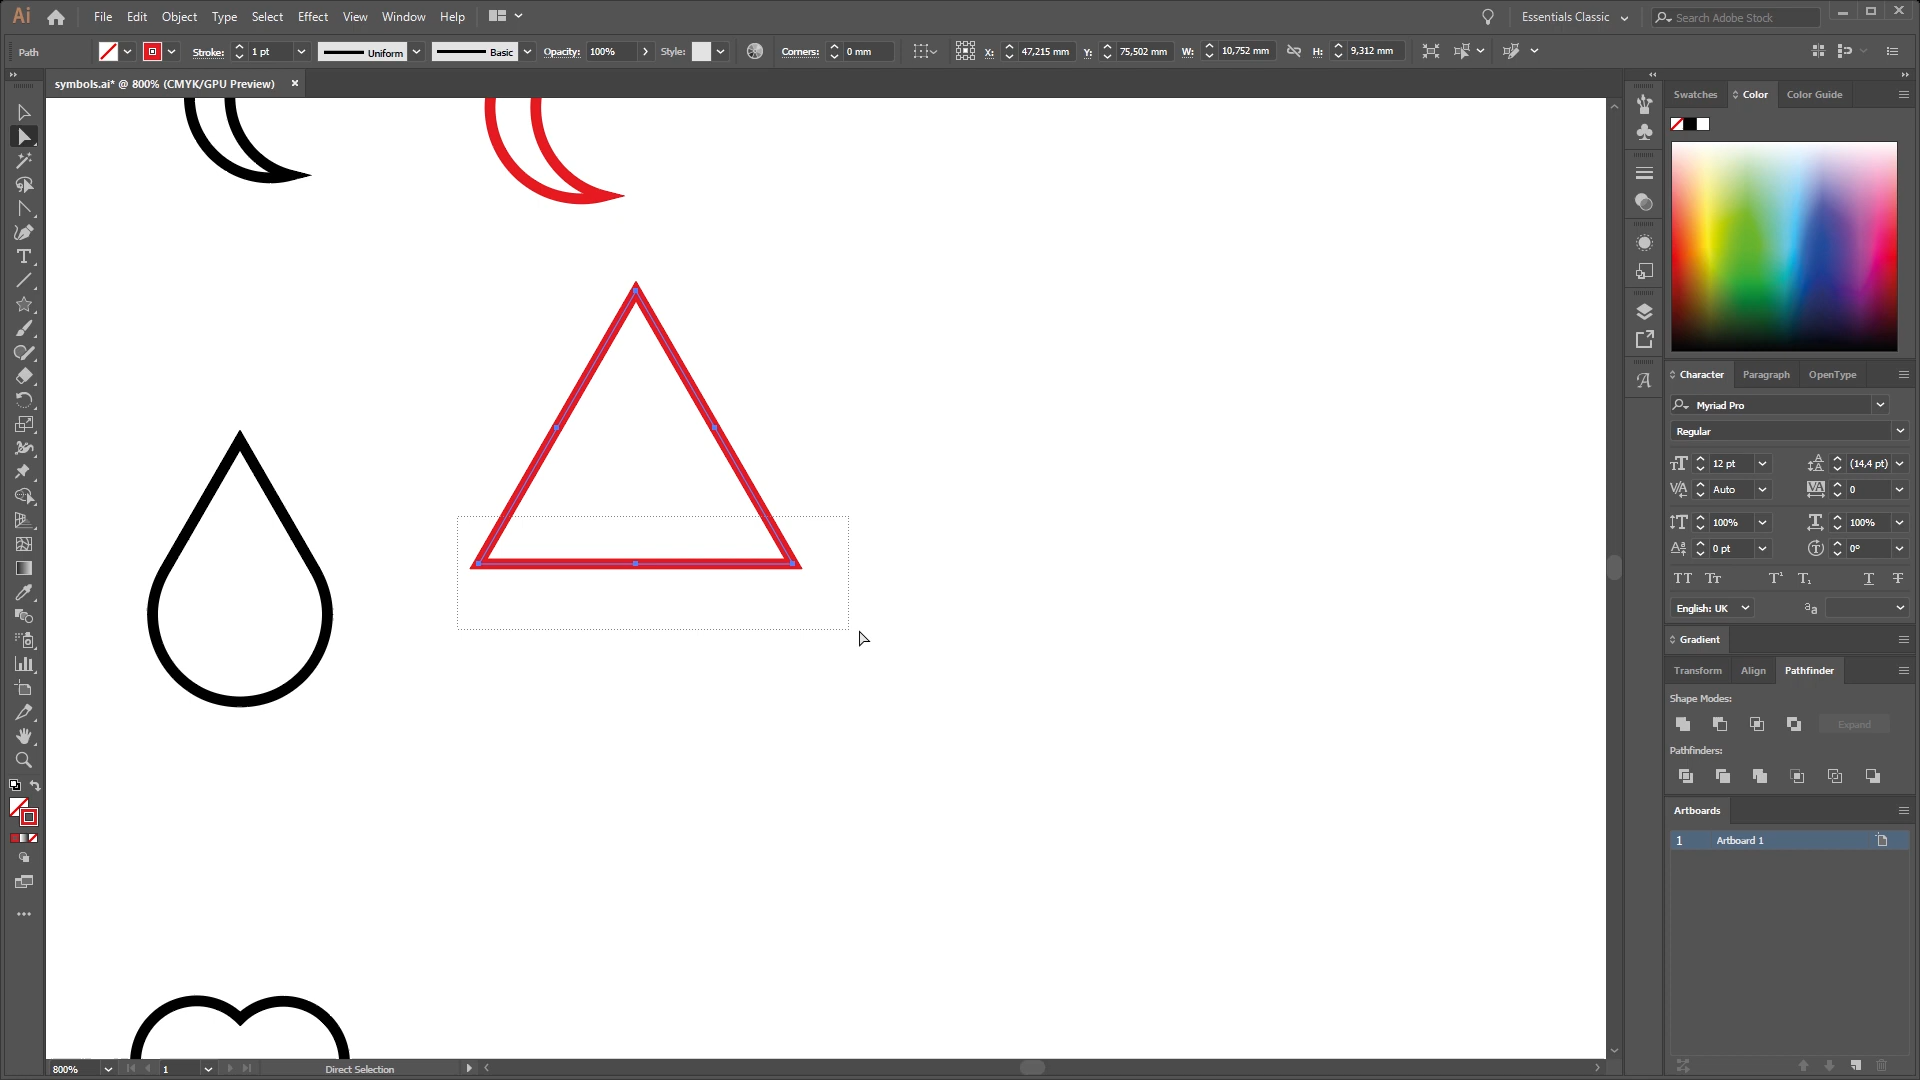 Ai File Edit Object Type Select Effect View Window Help Essentials Classic Search Adobe Stock
Path Stroke: 1 pt Uniform Basic Opacity: 100% Style: Corners: 0 mm X: 47,215 mm Y: 75,502 mm W: 10,752 mm H: 9,312 mm
symbols.ai* @ 800% (CMYK/GPU Preview)
Swatches Color Color Guide
Character Paragraph OpenType
Myriad Pro
Regular
12 pt (14,4 pt)
Auto 0
100% 100%
0 pt 0°
English: UK
Gradient
Transform Align Pathfinder
Shape Modes:
Expand
Pathfinders:
Artboards
1 Artboard 1
800% 1 Direct Selection